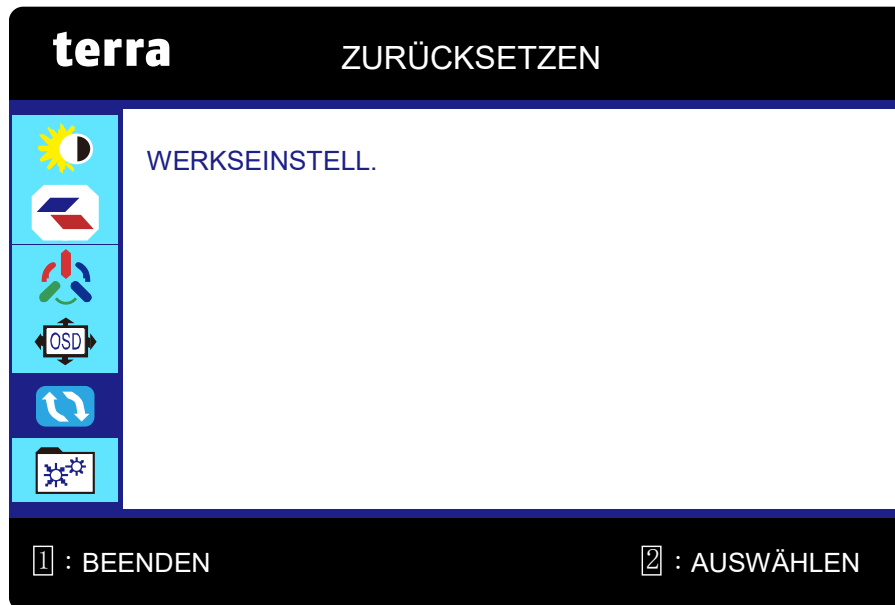 terra
ZURÜCKSETZEN
WERKSEINSTELL.
OSD
1 : BEENDEN
2 : AUSWÄHLEN